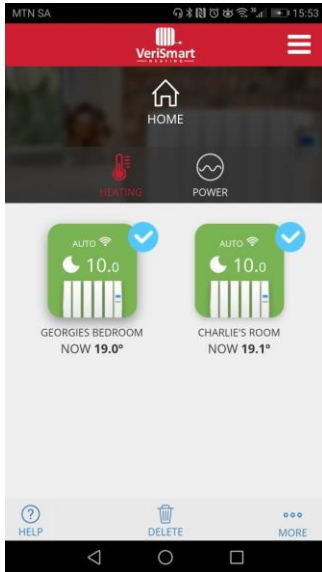 MTN SA 15:53
VeriSmart
HEATING
HOME
HEATING POWER
AUTO AUTO
10.0 10.0
GEORGIES BEDROOM CHARLIE'S ROOM
NOW 19.0° NOW 19.1°
HELP DELETE MORE